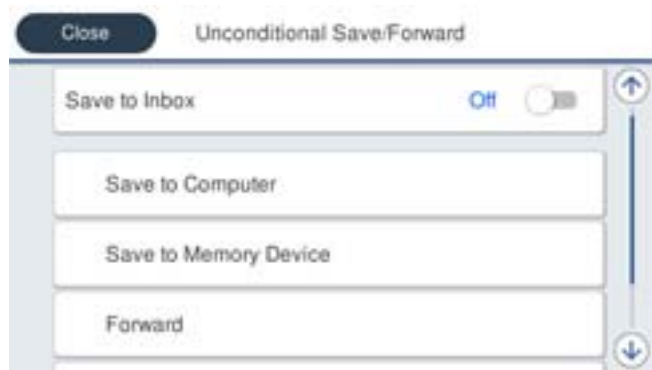 Close Unconditional Save/Forward
Save to Inbox Off
Save to Computer
Save to Memory Device
Forward